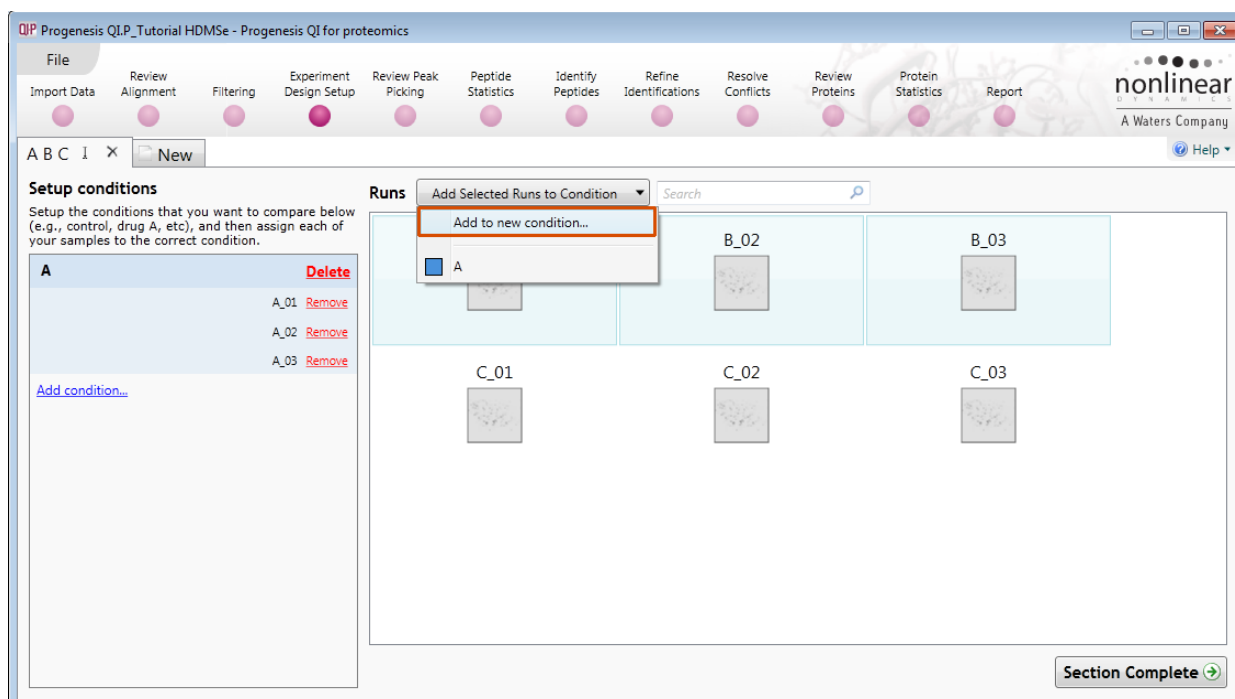 QIP Progenesis QI.P_Tutorial HDMSe - Progenesis QI for proteomics
File
Import Data
Review
Alignment
Filtering
Experiment
Design Setup
Review Peak
Picking
Peptide
Statistics
Identify
Peptides
Refine
Identifications
Resolve
Conflicts
Review
Proteins
Protein
Statistics
Report
nonlinear
DYNAMICS
A Waters Company
A B C
New
Help
Setup conditions
Setup the conditions that you want to compare below
(e.g., control, drug A, etc), and then assign each of
your samples to the correct condition.
A Delete
A_01 Remove
A_02 Remove
A_03 Remove
Add condition...
Runs Add Selected Runs to Condition Search
Add to new condition...
A
B_02 B_03
C_01 C_02 C_03
Section Complete